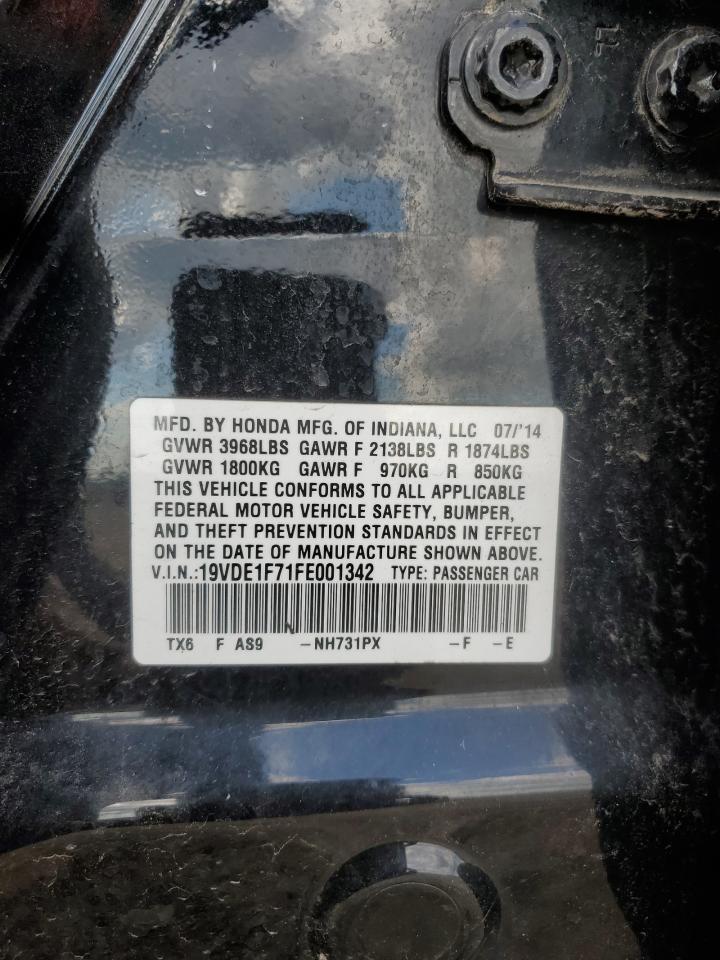 MFD. BY HONDA MFG. OF INDIANA, LLC 07/'14
GVWR 3968LBS GAWR F 2138LBS R 1874LBS
GVWR 1800KG GAWR F 970KG R 850KG
THIS VEHICLE CONFORMS TO ALL APPLICABLE
FEDERAL MOTOR VEHICLE SAFETY, BUMPER,
AND THEFT PREVENTION STANDARDS IN EFFECT
ON THE DATE OF MANUFACTURE SHOWN ABOVE.
V.I.N.:19VDE1F71FE001342 TYPE: PASSENGER CAR
TX6 F AS9 -NH731PX -F -E